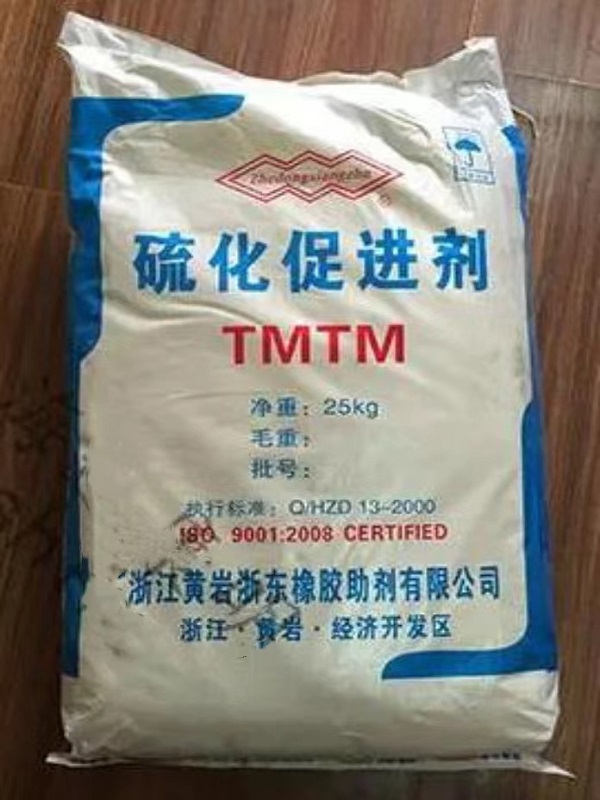 Zhedongxiangzhu
®
硫化促进剂
TMTM
净重：25kg
毛重：
批号：
执行标准：Q/HZD 13-2000
ISO 9001:2008 CERTIFIED
浙江黄岩浙东橡胶助剂有限公司
浙江·黄岩·经济开发区